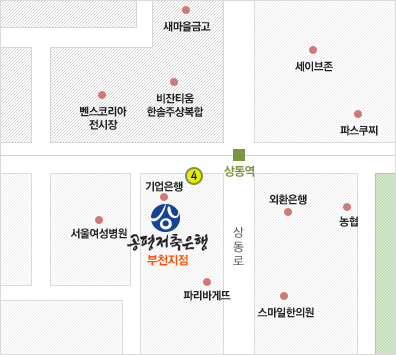 새마을금고
세이브존
벤스코리아
전시장
비잔티움
한솔주상복합
파스쿠찌
상동역
4
기업은행
외환은행
서울여성병원
공평저축은행
부천지점
농협
상동로
파리바게뜨
스마일한의원